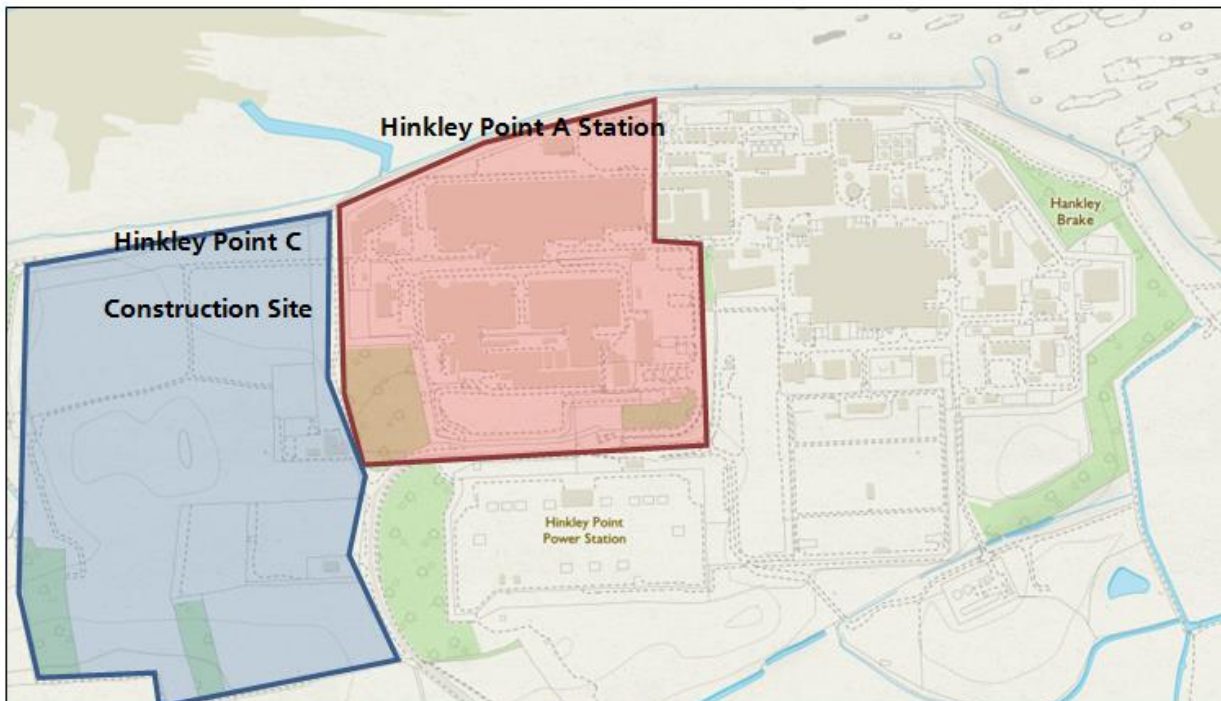 Hinkley Point A Station
Hankley
Brake
Hinkley Point C
Construction Site
Hinkley Point
Power Station